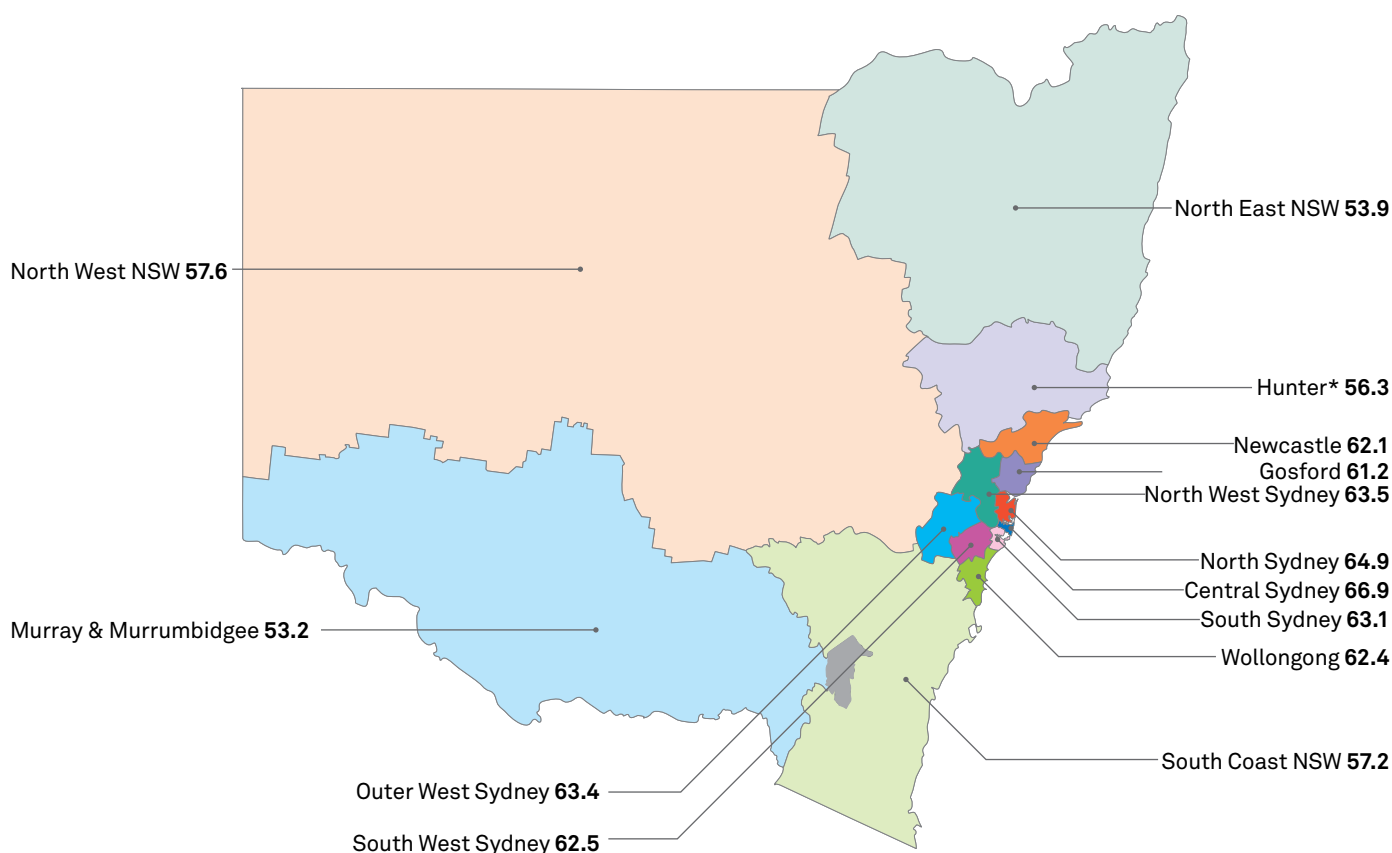 North East NSW 53.9
North West NSW 57.6
Hunter* 56.3
Newcastle 62.1
Gosford 61.2
North West Sydney 63.5
North Sydney 64.9
Central Sydney 66.9
South Sydney 63.1
Murray & Murrumbidgee 53.2
Wollongong 62.4
South Coast NSW 57.2
Outer West Sydney 63.4
South West Sydney 62.5